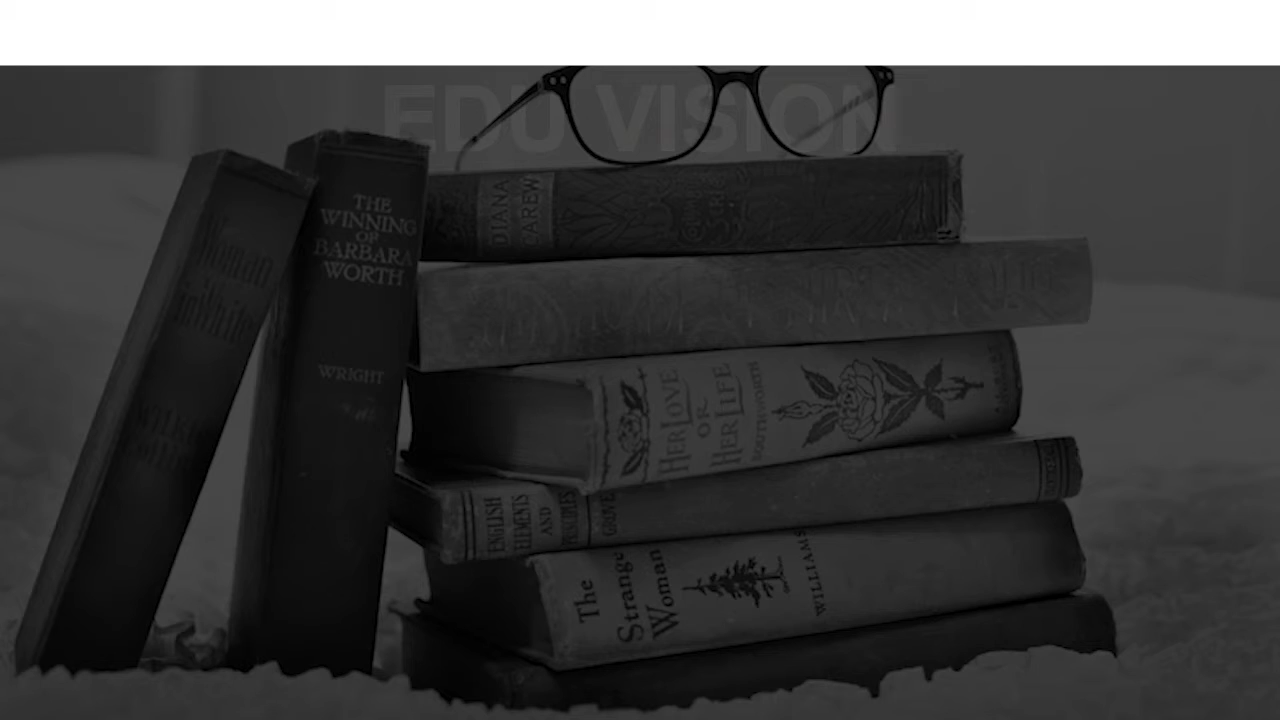 EDU VISION
THE
WINNING
OF
BARBARA
WORTH
WRIGHT
DIANA
CAREW
HER LOVE
OR
HER LIFE
SOUTHWORTH
ENGLISH
ELEMENTS
AND
PRINCIPLES
GROVE
The
Strange
Woman
WILLIAMS